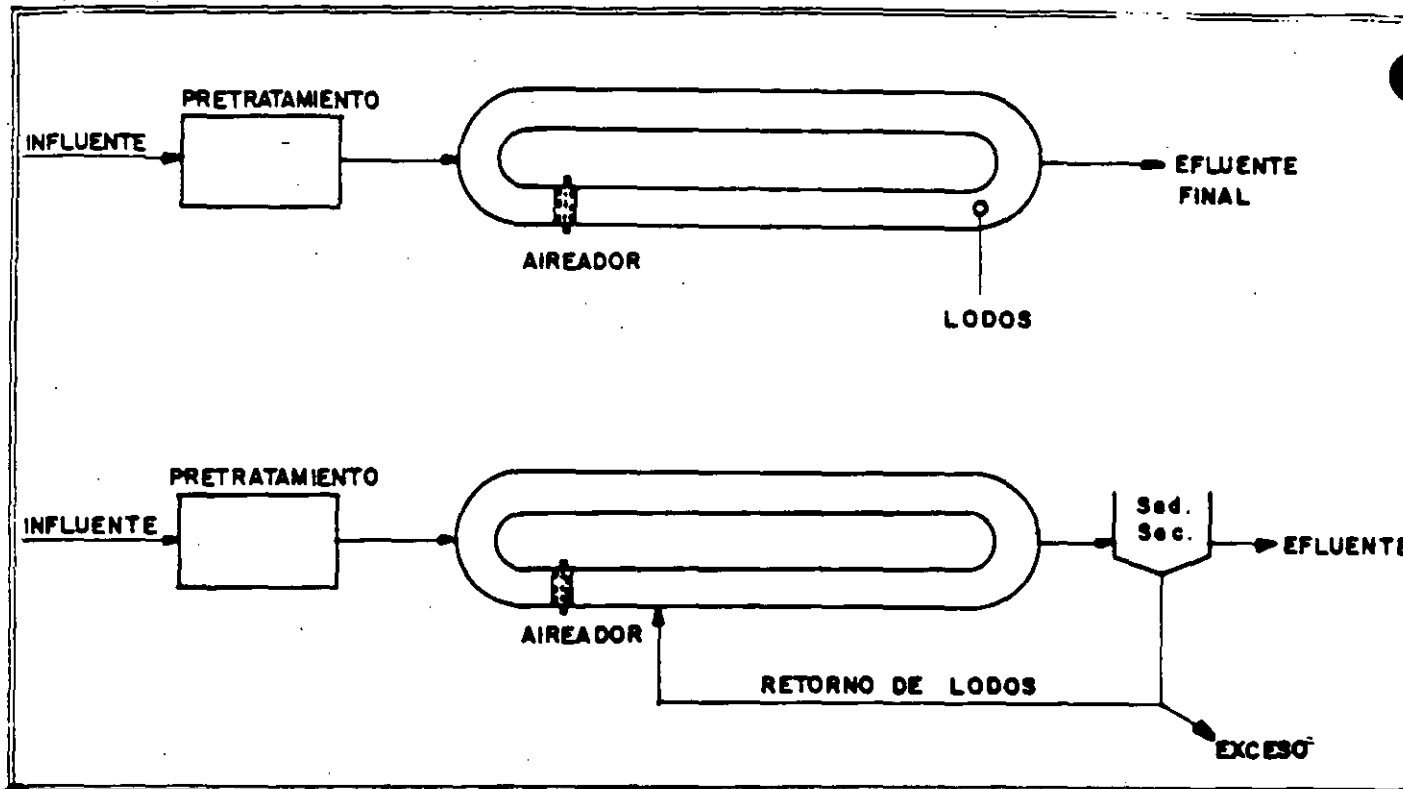 PRETRATAMIENTO
INFLUENTE
EFLUENTE
FINAL
AIREADOR
LODOS
PRETRATAMIENTO
INFLUENTE
Sed.
Sec.
EFLUENTE
AIREADOR
RETORNO DE LODOS
EXCESO